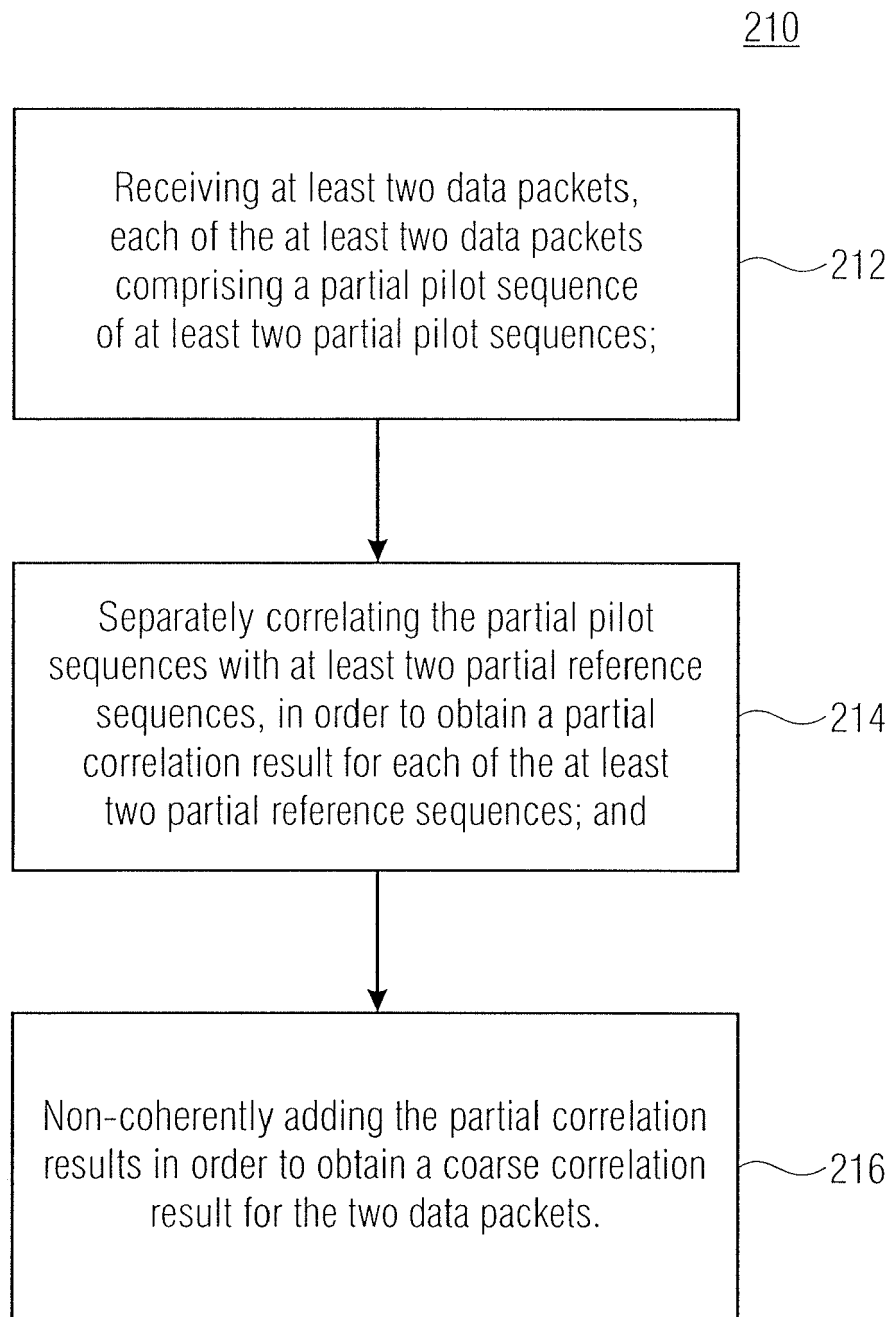 210
Receiving at least two data packets,
each of the at least two data packets
comprising a partial pilot sequence
of at least two partial pilot sequences;
212
Separately correlating the partial pilot
sequences with at least two partial reference
sequences, in order to obtain a partial
correlation result for each of the at least
two partial reference sequences; and
214
Non-coherently adding the partial correlation
results in order to obtain a coarse correlation
result for the two data packets.
216